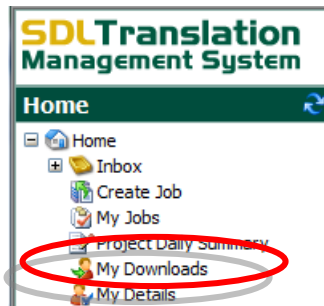 SDLTranslation
Management System
Home
Home
Inbox
Create Job
My Jobs
Project Daily Summary
My Downloads
My Details